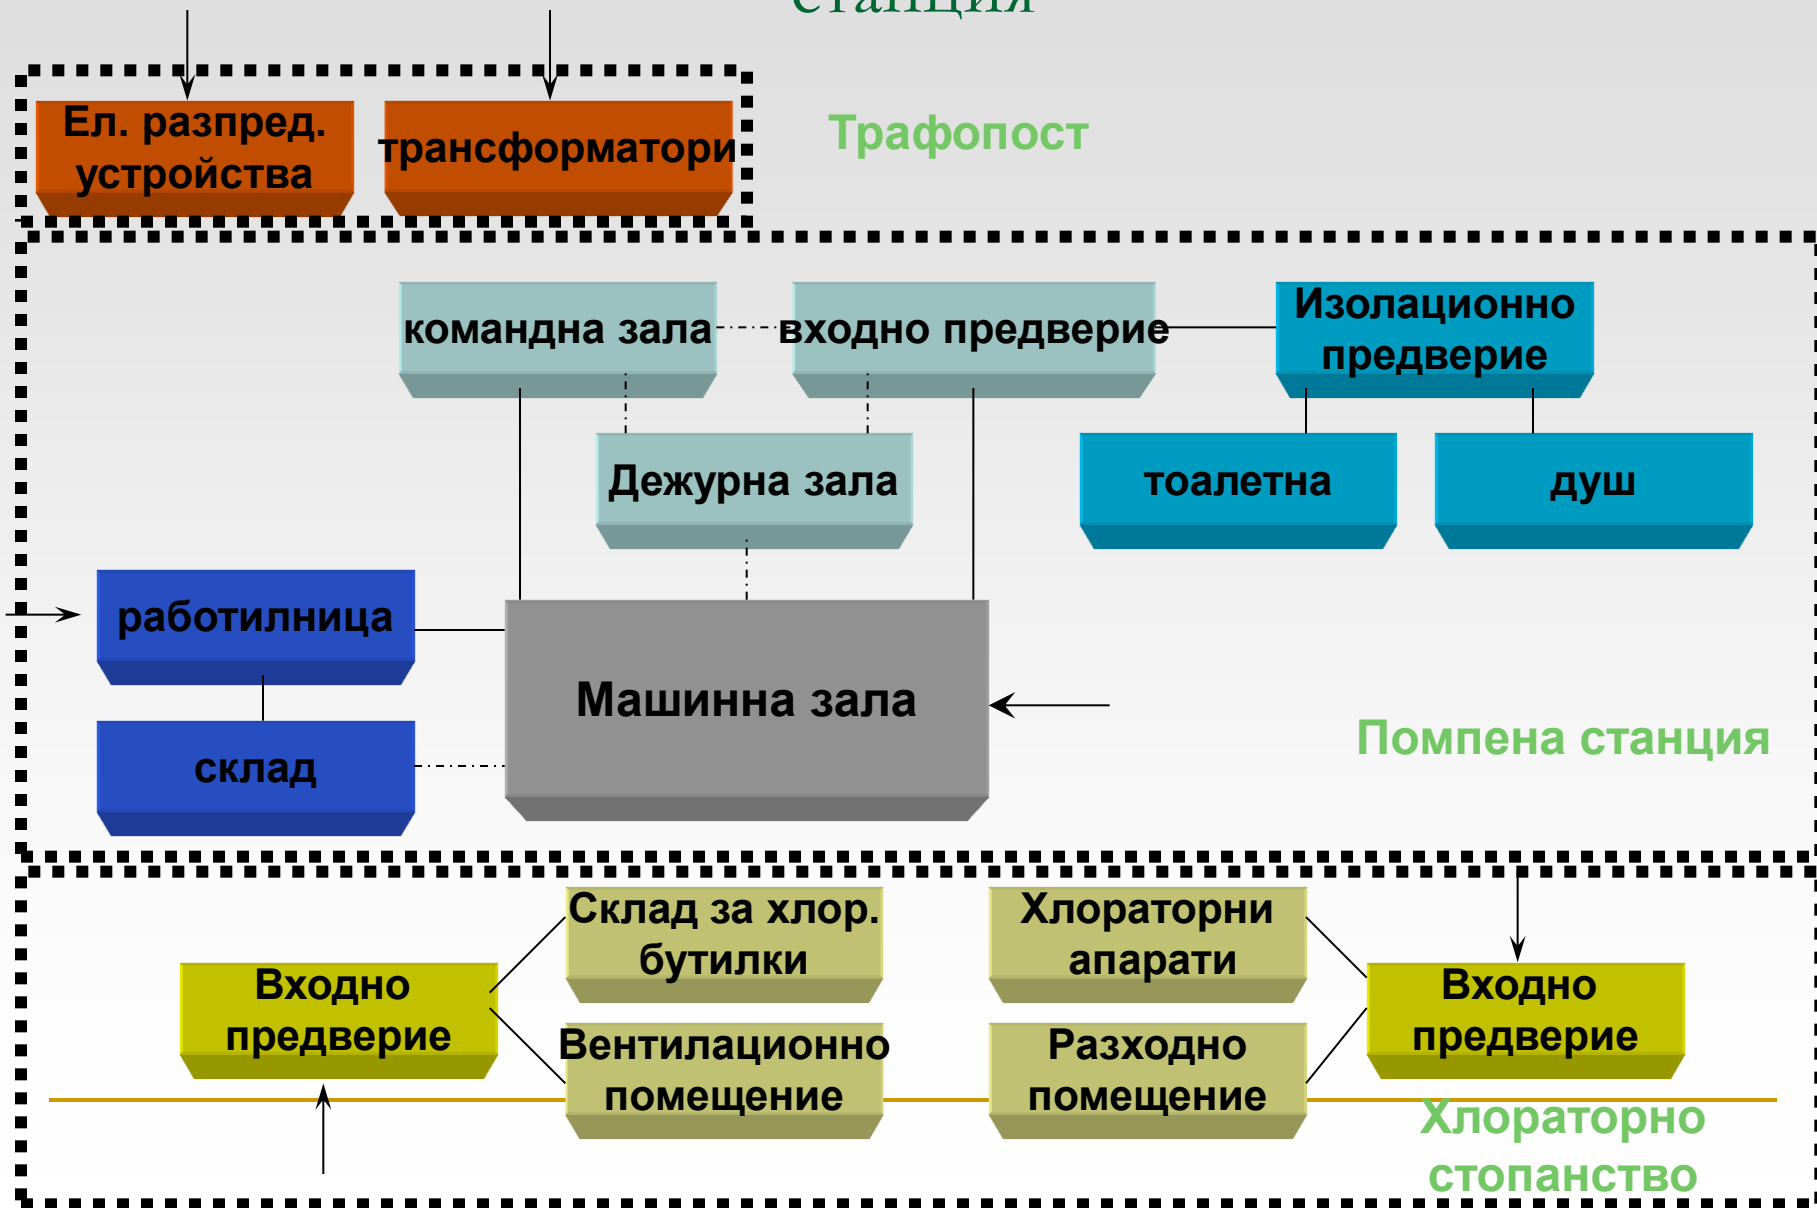 станция
Ел. разпред.
устройства
трансформатори
Трафопост
командна зала
входно предверие
Изолационно
предверие
Дежурна зала
тоалетна
душ
работилница
Машинна зала
склад
Помпена станция
Склад за хлор.
бутилки
Хлораторни
апарати
Входно
предверие
Входно
предверие
Вентилационно
помещение
Разходно
помещение
Хлораторно
стопанство